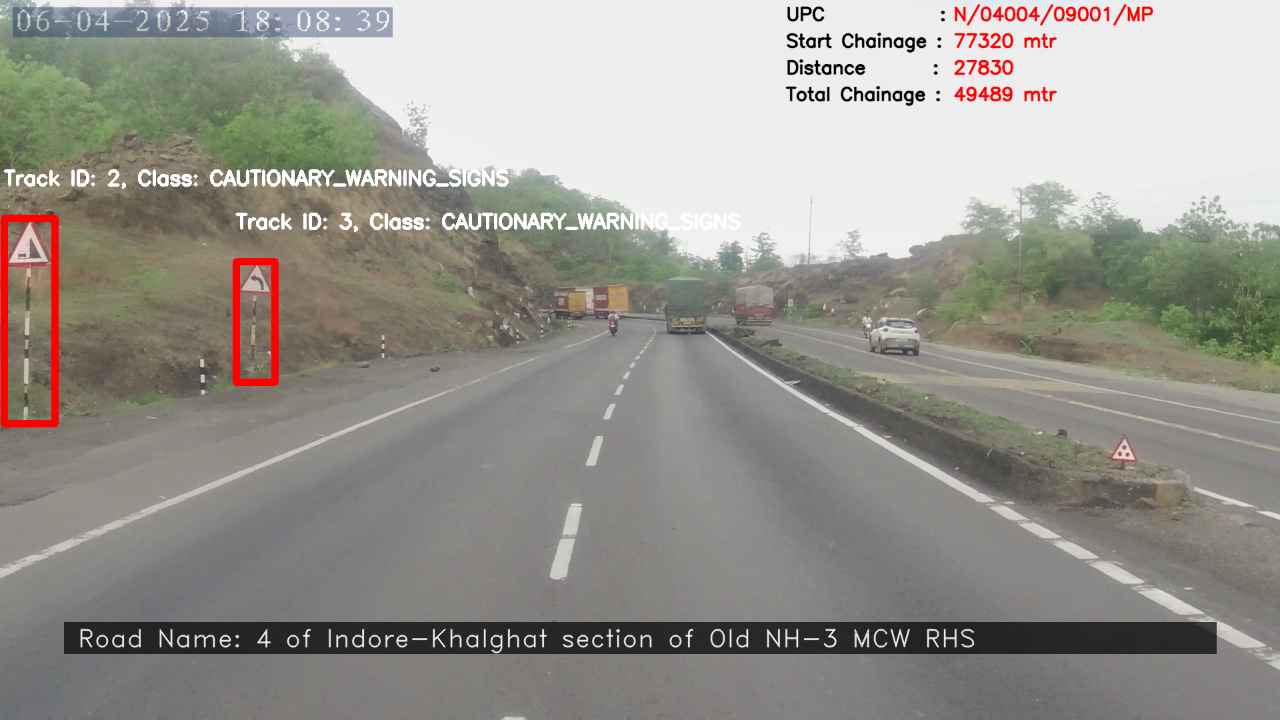 06-04-2025 18:08:39
UPC : N/04004/09001/MP
Start Chainage : 77320 mtr
Distance : 27830
Total Chainage : 49489 mtr
Track ID: 2, Class: CAUTIONARY_WARNING_SIGNS
Track ID: 3, Class: CAUTIONARY_WARNING_SIGNS
Road Name: 4 of Indore-Khalghat section of Old NH-3 MCW RHS